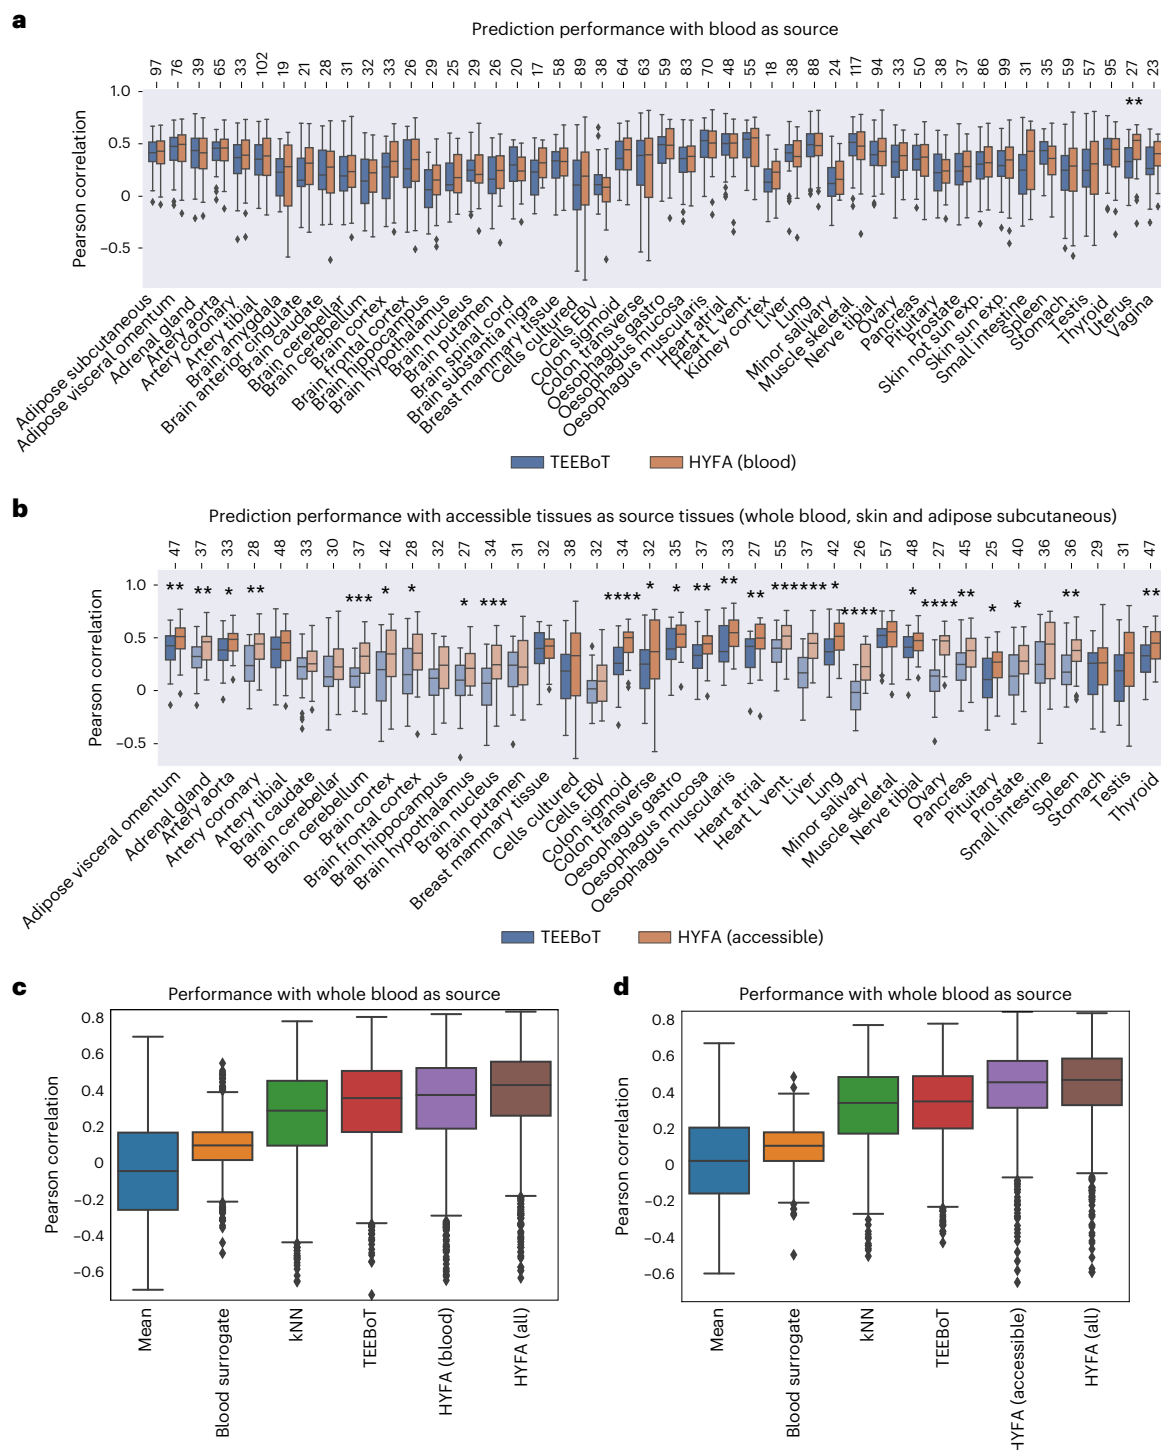 a
Prediction performance with blood as source
97 76 39 65 33 102 19 21 28 31 32 33 26 29 25 29 26 20 17 58 89 38 64 63 59 83 70 48 55 18 38 88 24 117 94 33 50 38 37 86 99 31 35 59 57 95 27 23
**
Pearson correlation
1.0
0.5
0
−0.5
Adipose subcutaneous
Adipose visceral omentum
Adrenal gland
Artery aorta
Artery coronary
Artery tibial
Brain amygdala
Brain anterior cingulate
Brain caudate
Brain cerebellar
Brain cerebellum
Brain cortex
Brain frontal cortex
Brain hippocampus
Brain hypothalamus
Brain nucleus
Brain putamen
Brain spinal cord
Brain substantia nigra
Breast mammary tissue
Cells cultured
Cells EBV
Colon sigmoid
Colon transverse
Oesophagus gastro
Oesophagus mucosa
Oesophagus muscularis
Heart atrial
Heart L vent.
Kidney cortex
Liver
Lung
Minor salivary
Muscle skeletal
Nerve tibial
Ovary
Pancreas
Pituitary
Prostate
Skin not sun exp.
Skin sun exp.
Small intestine
Spleen
Stomach
Testis
Thyroid
Uterus
Vagina
TEEBoT
HYFA (blood)
b
Prediction performance with accessible tissues as source tissues (whole blood, skin and adipose subcutaneous)
47 37 33 28 48 33 30 37 42 28 32 27 34 31 32 38 32 34 32 35 37 33 27 55 37 42 26 57 48 27 45 25 40 36 36 29 31 47
** ** * ** *** * * * *** **** * * ** ** ** *** **** * **** * **** ** * * ** **
Pearson correlation
1.0
0.5
0
−0.5
Adipose visceral omentum
Adrenal gland
Artery aorta
Artery coronary
Artery tibial
Brain caudate
Brain cerebellar
Brain cerebellum
Brain cortex
Brain frontal cortex
Brain hippocampus
Brain hypothalamus
Brain nucleus
Brain putamen
Breast mammary tissue
Cells cultured
Cells EBV
Colon sigmoid
Colon transverse
Oesophagus gastro
Oesophagus mucosa
Oesophagus muscularis
Heart atrial
Heart L vent.
Liver
Lung
Minor salivary
Muscle skeletal
Nerve tibial
Ovary
Pancreas
Pituitary
Prostate
Small intestine
Spleen
Stomach
Testis
Thyroid
TEEBoT
HYFA (accessible)
c
Performance with whole blood as source
Pearson correlation
0.8
0.6
0.4
0.2
0
−0.2
−0.4
−0.6
Mean
Blood surrogate
kNN
TEEBoT
HYFA (blood)
HYFA (all)
d
Performance with whole blood as source
Pearson correlation
0.8
0.6
0.4
0.2
0
−0.2
−0.4
−0.6
Mean
Blood surrogate
kNN
TEEBoT
HYFA (accessible)
HYFA (all)